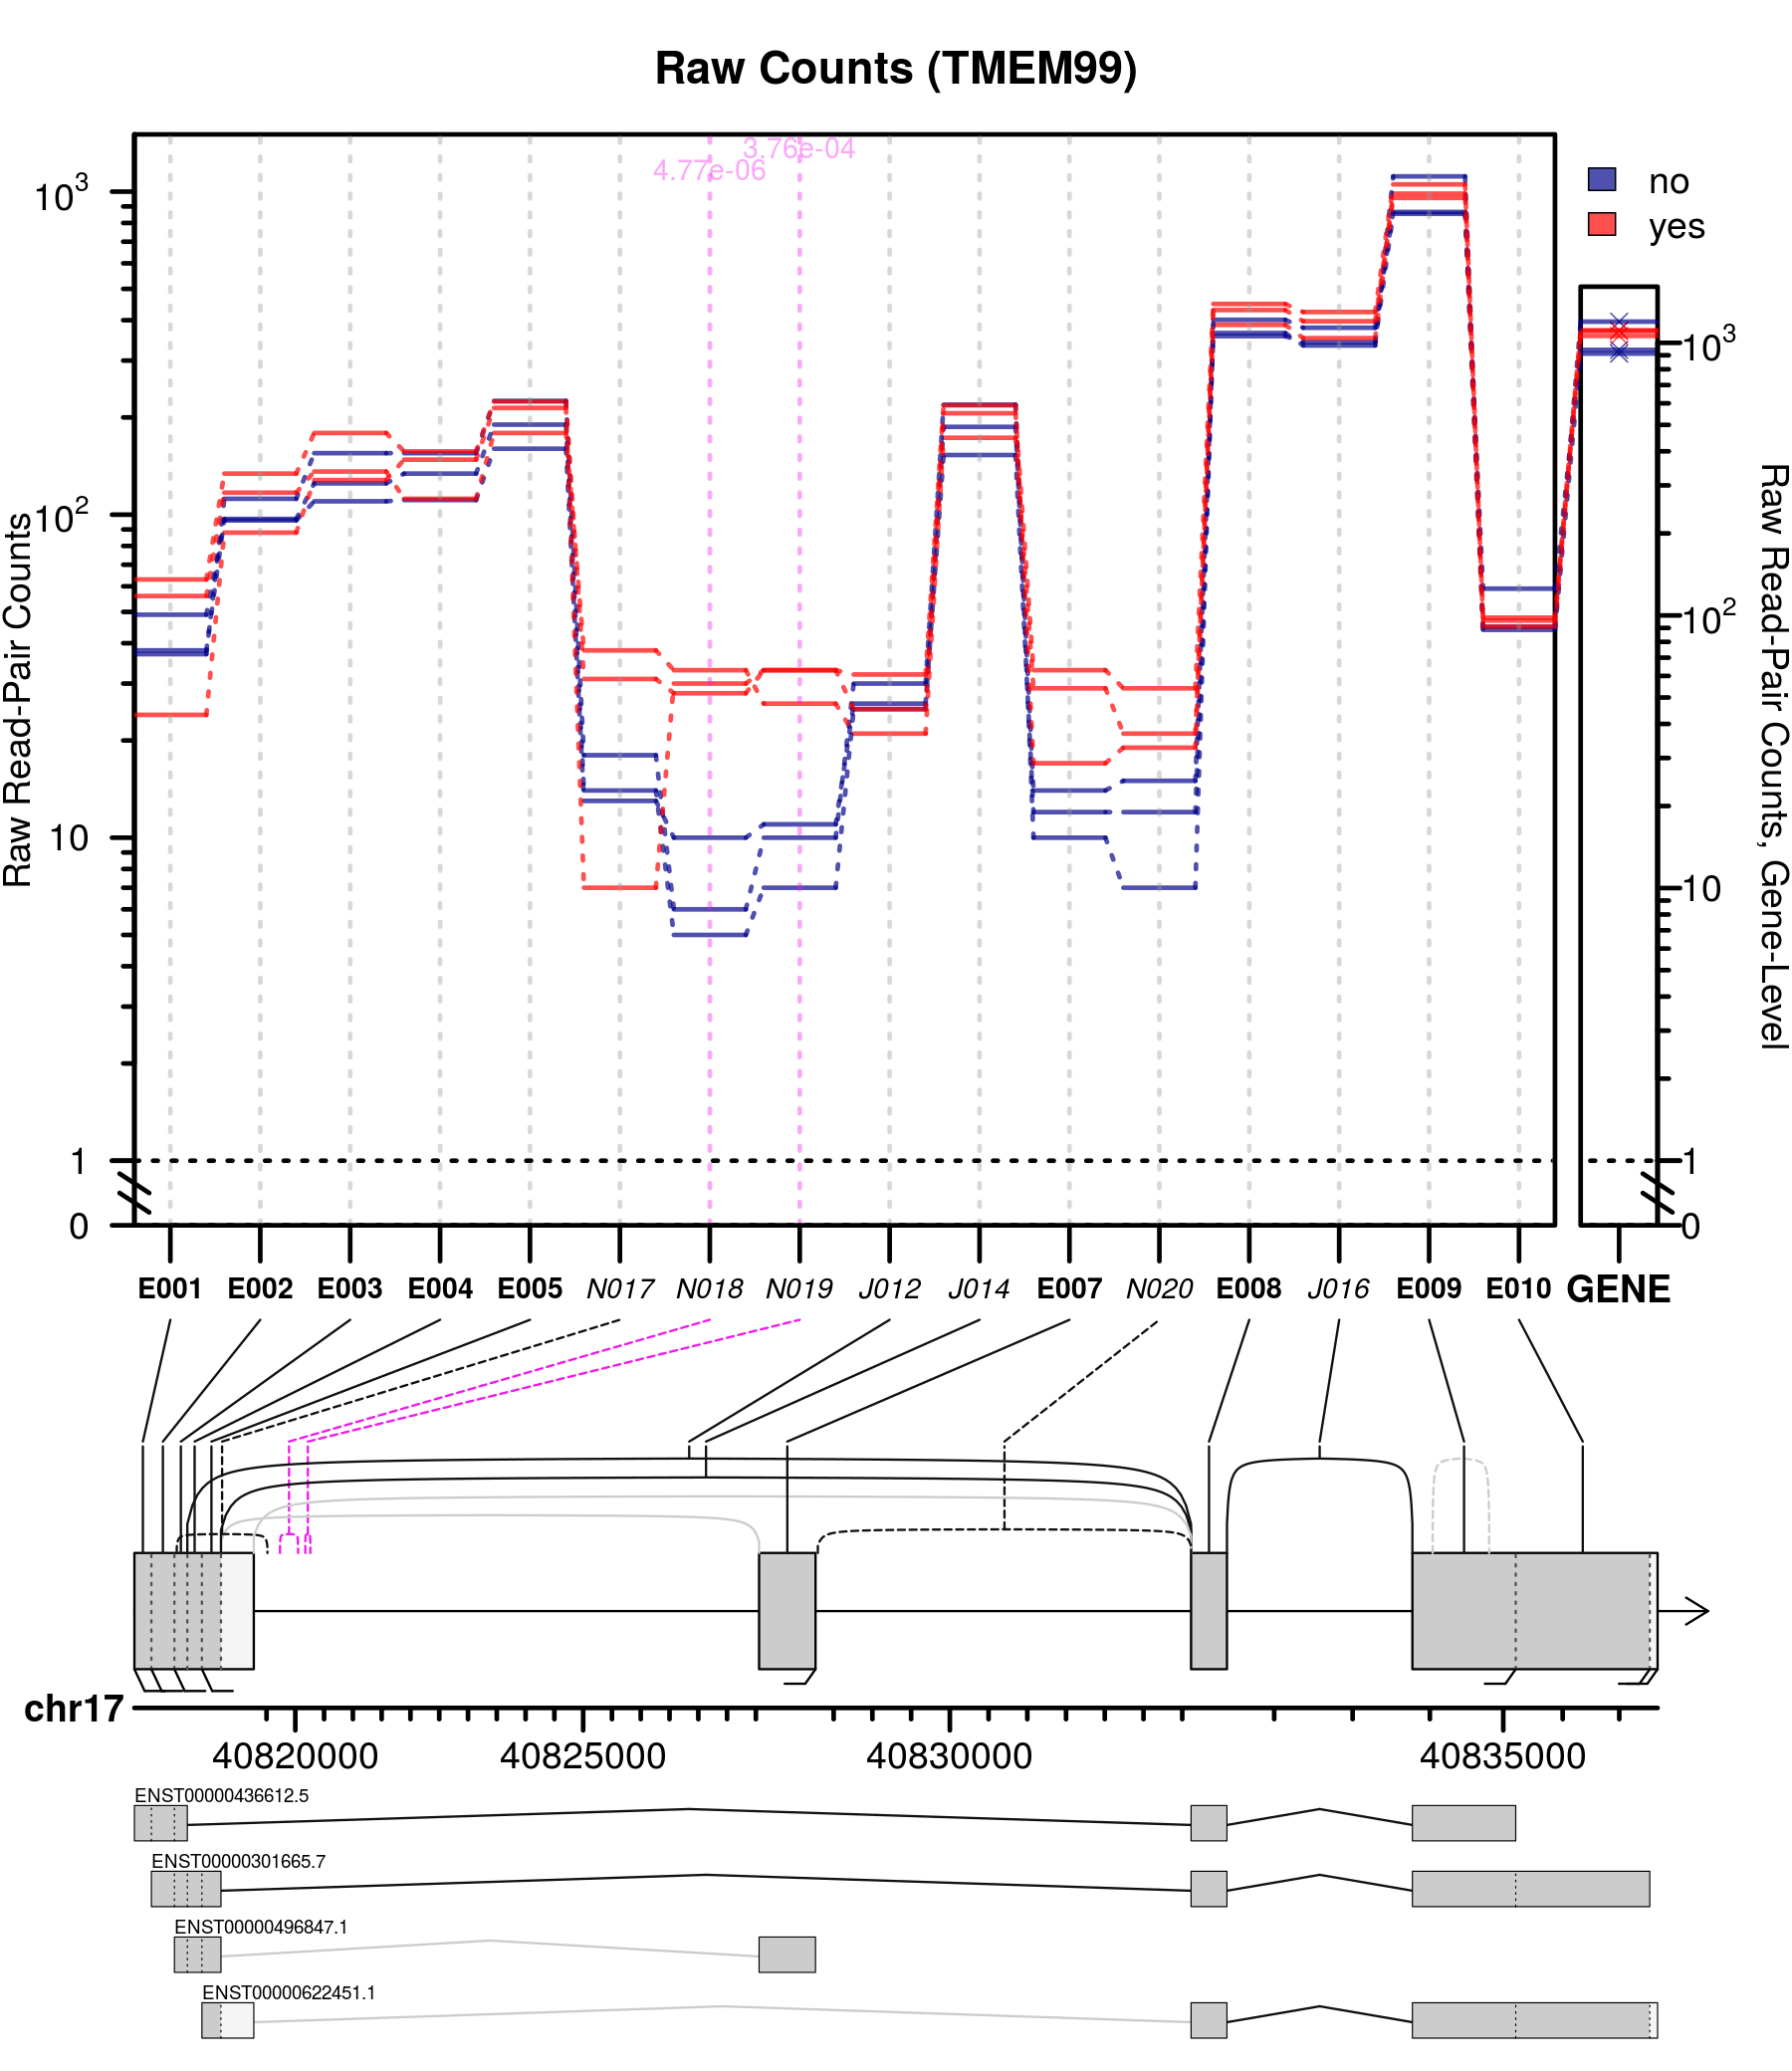 Raw Counts (TMEM99)
3.76e-04
4.77e-06
no
yes
Raw Read-Pair Counts
10^3
10^2
10
1
0
10^3
10^2
10
1
0
Raw Read-Pair Counts, Gene-Level
E001 E002 E003 E004 E005 N017 N018 N019 J012 J014 E007 N020 E008 J016 E009 E010 GENE
chr17
40820000 40825000 40830000 40835000
ENST00000436612.5
ENST00000301665.7
ENST00000496847.1
ENST00000622451.1